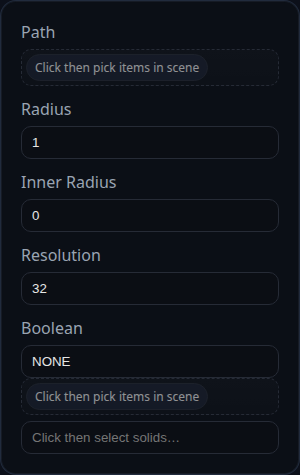 Path
Click then pick items in scene
Radius
1
Inner Radius
0
Resolution
32
Boolean
NONE
Click then pick items in scene
Click then select solids…